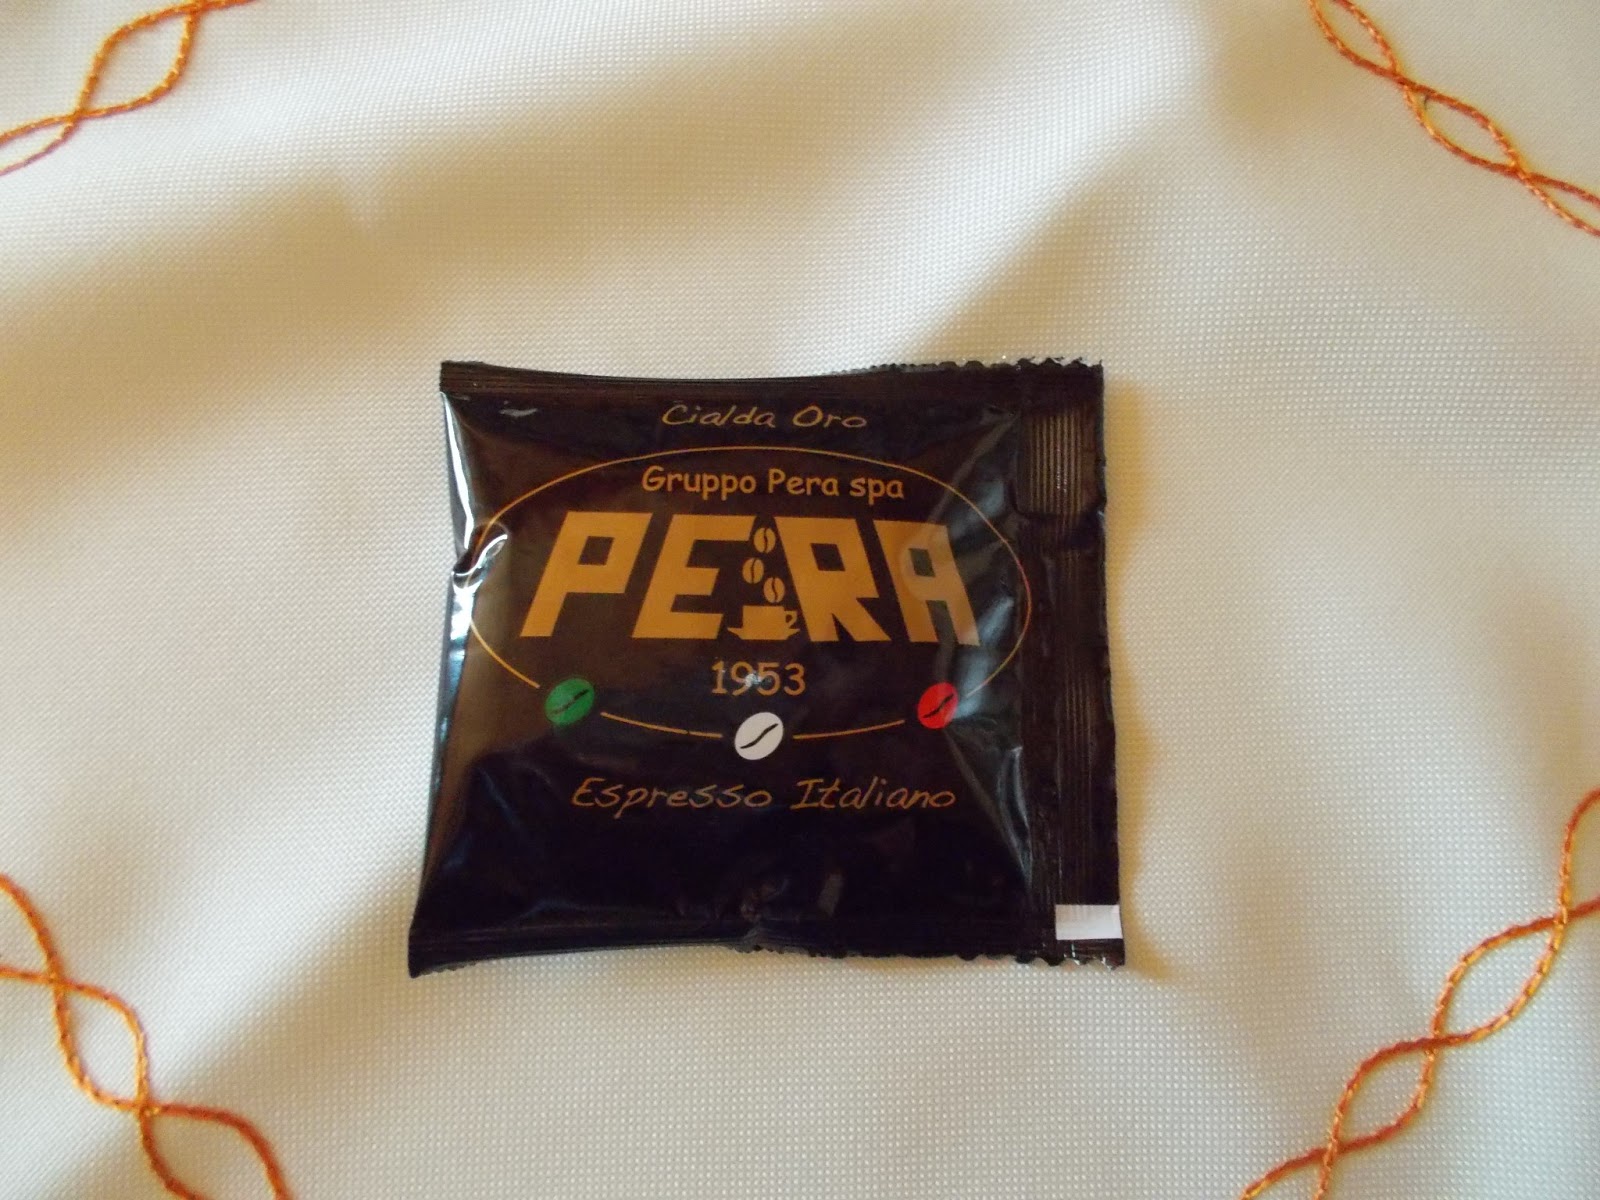 Cialda Oro
Gruppo Pera spa
PERA
1953
Espresso Italiano